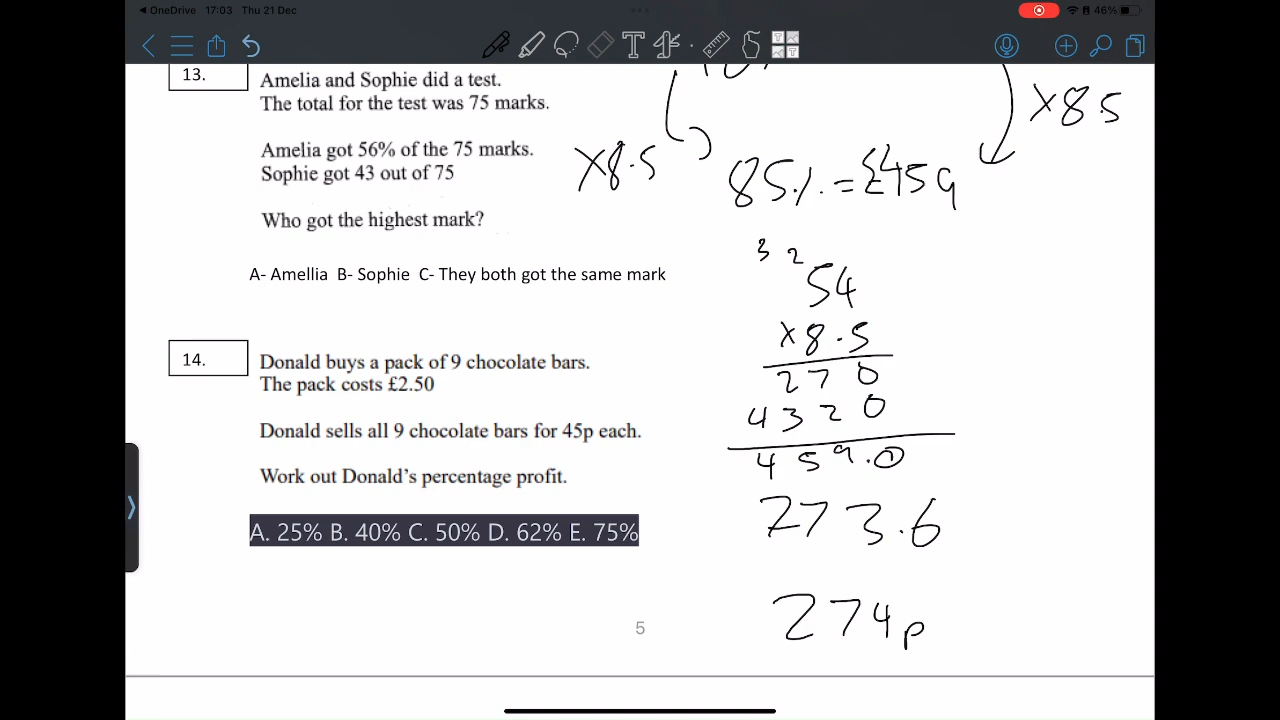 OneDrive 17:03 Thu 21 Dec 46%
13. Amelia and Sophie did a test.
The total for the test was 75 marks.
Amelia got 56% of the 75 marks.
Sophie got 43 out of 75
Who got the highest mark?
A- Amellia B- Sophie C- They both got the same mark
14. Donald buys a pack of 9 chocolate bars.
The pack costs £2.50
Donald sells all 9 chocolate bars for 45p each.
Work out Donald's percentage profit.
A. 25% B. 40% C. 50% D. 62% E. 75%
5
×8.5
×8.5
85%=£459
3 2
54
×8.5
270
4320
459.0
273.6
274p